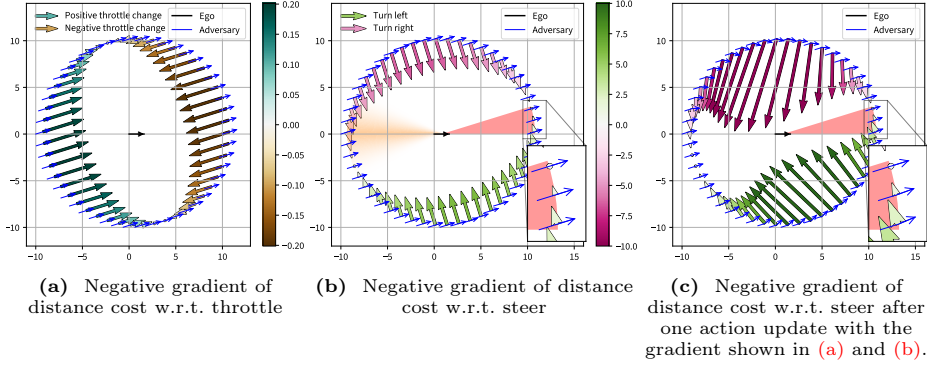 Positive throttle change
Negative throttle change
Ego
Adversary
10
5
0
−5
−10
−10 −5 0 5 10
0.20
0.15
0.10
0.05
0.00
−0.05
−0.10
−0.15
−0.20
Turn left
Turn right
Ego
Adversary
10
5
0
−5
−10
−10 −5 0 5 10 15
10.0
7.5
5.0
2.5
0.0
−2.5
−5.0
−7.5
−10.0
Ego
Adversary
10
5
0
−5
−10
−10 −5 0 5 10 15
(a) Negative gradient of
distance cost w.r.t. throttle
(b) Negative gradient of distance
cost w.r.t. steer
(c) Negative gradient of
distance cost w.r.t. steer after
one action update with the
gradient shown in (a) and (b).